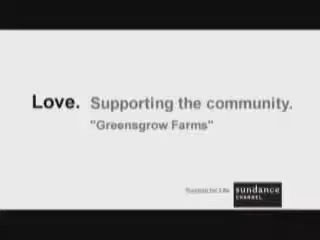 Love. Supporting the community.
"Greensgrow Farms"
sundance
CHANNEL